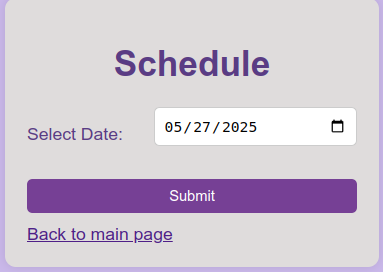 Schedule
Select Date: 05/27/2025
Submit
Back to main page